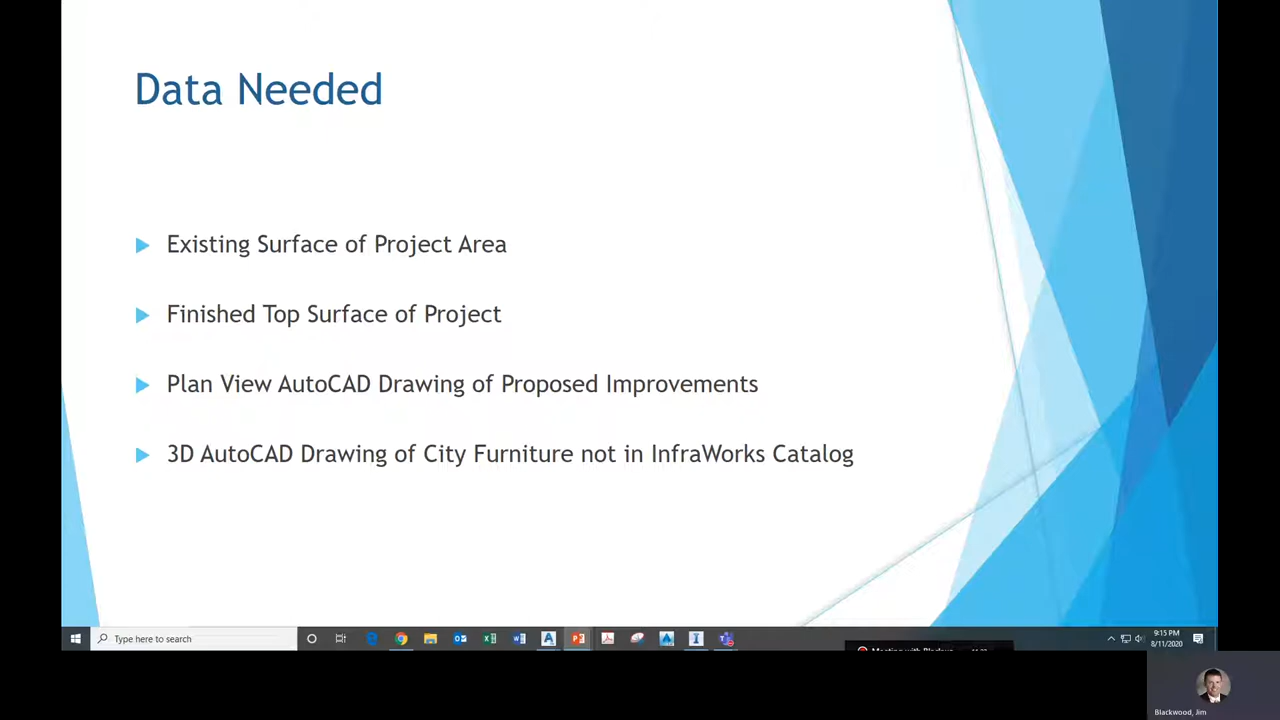 Data Needed
Existing Surface of Project Area
Finished Top Surface of Project
Plan View AutoCAD Drawing of Proposed Improvements
3D AutoCAD Drawing of City Furniture not in InfraWorks Catalog
Type here to search
9:15 PM
8/11/2020
Meeting with
Blackwood, Jim